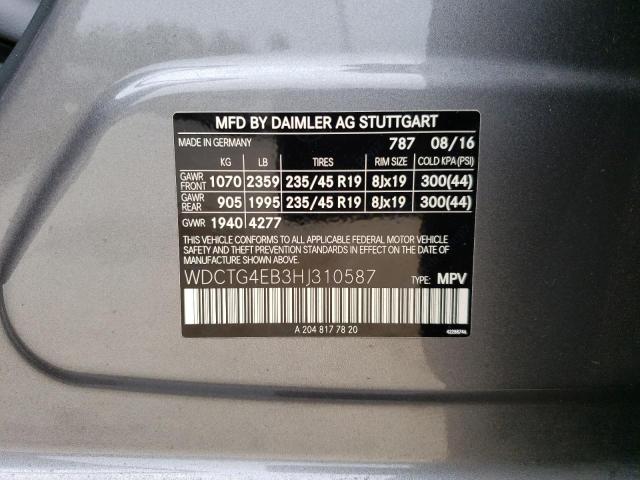 MFD BY DAIMLER AG STUTTGART
MADE IN GERMANY 787 08/16
KG LB TIRES RIM SIZE COLD KPA(PSI)
GAWR FRONT 1070 2359 235/45 R19 8Jx19 300(44)
GAWR REAR 905 1995 235/45 R19 8Jx19 300(44)
GVWR 1940 4277
THIS VEHICLE CONFORMS TO ALL APPLICABLE FEDERAL MOTOR VEHICLE
SAFETY AND THEFT PREVENTION STANDARDS IN EFFECT ON THE DATE
OF MANUFACTURE SHOWN ABOVE.
WDCTG4EB3HJ310587 TYPE: MPV
A 204 817 78 20